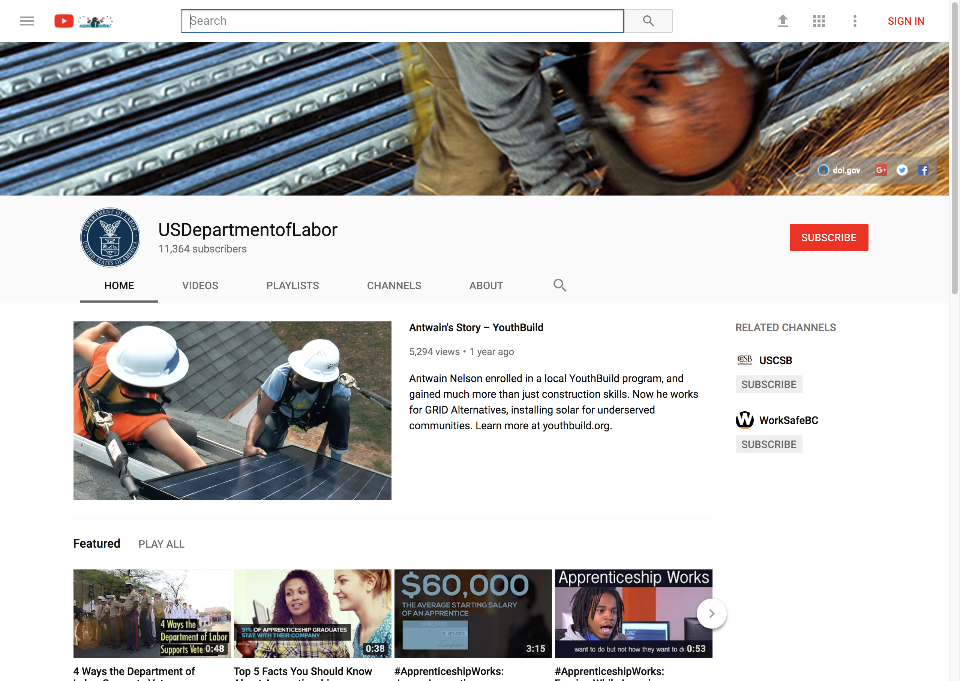 Search
SIGN IN
dol.gov
USDepartmentofLabor
11,364 subscribers
SUBSCRIBE
HOME
VIDEOS
PLAYLISTS
CHANNELS
ABOUT
Antwain's Story – YouthBuild
5,294 views • 1 year ago
Antwain Nelson enrolled in a local YouthBuild program, and
gained much more than just construction skills. Now he works
for GRID Alternatives, installing solar for underserved
communities. Learn more at youthbuild.org.
RELATED CHANNELS
CSB USCSB
SUBSCRIBE
WorkSafeBC
SUBSCRIBE
Featured
PLAY ALL
4 Ways the
Department of Labor
Supports Vete
0:48
91% OF APPRENTICESHIP GRADUATES
STAY WITH THEIR COMPANY
0:38
$60,000
THE AVERAGE STARTING SALARY
OF AN APPRENTICE
3:15
Apprenticeship Works
want to do but not how they want to do
0:53
4 Ways the Department of
Top 5 Facts You Should Know
#ApprenticeshipWorks:
#ApprenticeshipWorks: